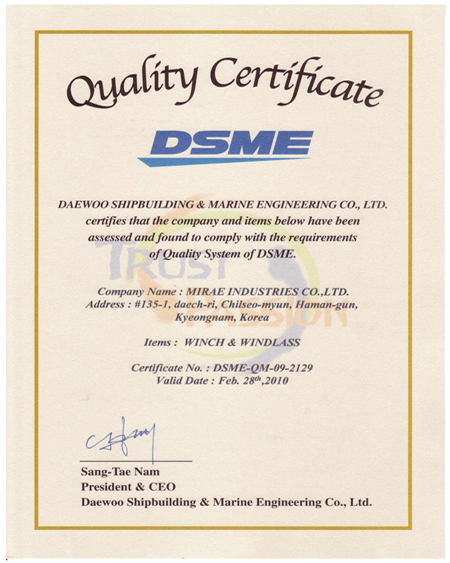 Quality Certificate
DSME
DAEWOO SHIPBUILDING & MARINE ENGINEERING CO., LTD.
certifies that the company and items below have been
assessed and found to comply with the requirements
of Quality System of DSME.
TRUST
PASSION
Company Name : MIRAE INDUSTRIES CO.,LTD.
Address : #135-1, daech-ri, Chilseo-myun, Haman-gun,
Kyeongnam, Korea
Items : WINCH & WINDLASS
Certificate No. : DSME-QM-09-2129
Valid Date : Feb. 28th,2010
Sang-Tae Nam
President & CEO
Daewoo Shipbuilding & Marine Engineering Co., Ltd.